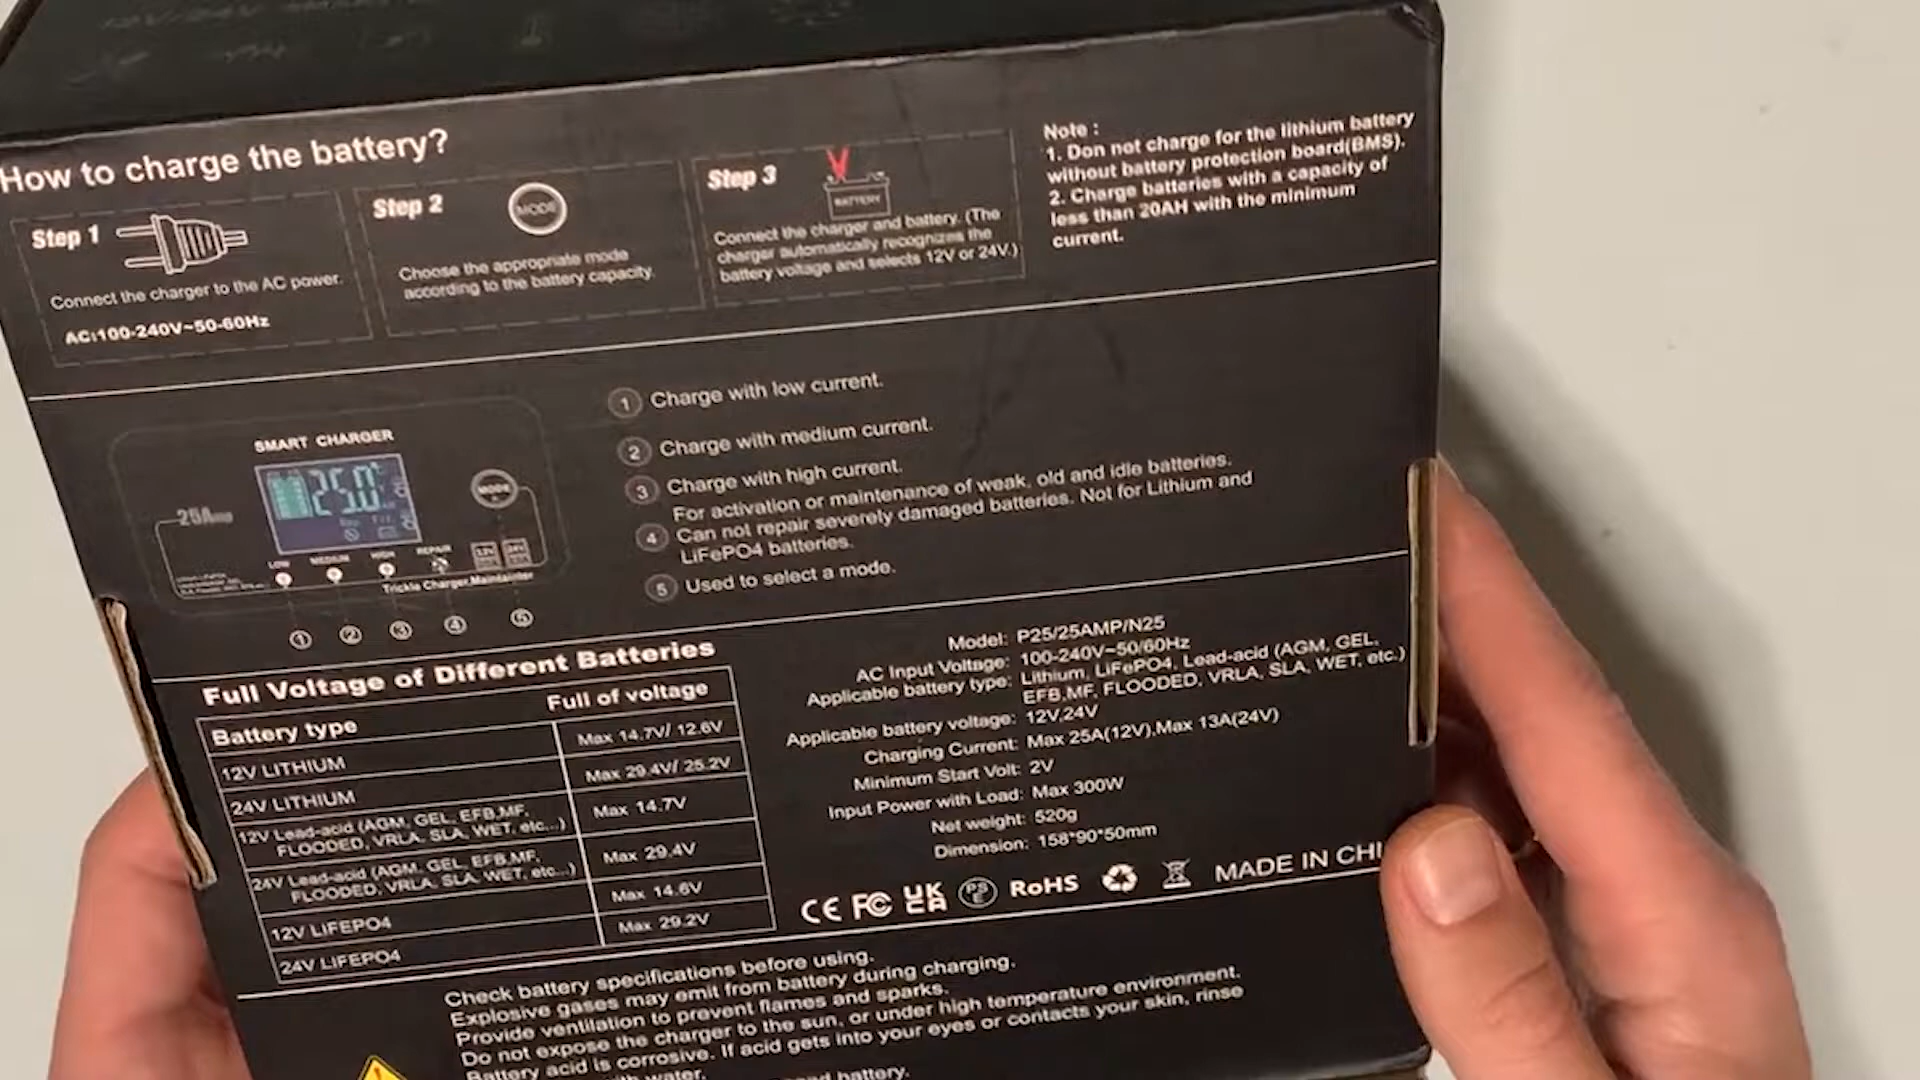 How to charge the battery?
Step 1
Connect the charger to the AC power.
AC:100-240V~50-60Hz
Step 2
MODE
Choose the appropriate mode
according to the battery capacity.
Step 3
BATTERY
Connect the charger and battery. (The
charger automatically recognizes the
battery voltage and selects 12V or 24V.)
Note :
1. Don not charge for the lithium battery
without battery protection board(BMS).
2. Charge batteries with a capacity of
less than 20AH with the minimum
current.
SMART CHARGER
25.0
MODE
25Amp
LOW MEDIUM HIGH REPAIR
12V 24V
Trickle Charger,Maintainter
1 2 3 4 5
1 Charge with low current.
2 Charge with medium current.
3 Charge with high current.
For activation or maintenance of weak, old and idle batteries.
4 Can not repair severely damaged batteries. Not for Lithium and
LiFePO4 batteries.
5 Used to select a mode.
Full Voltage of Different Batteries
Battery type Full of voltage
12V LITHIUM Max 14.7V/ 12.6V
24V LITHIUM Max 29.4V/ 25.2V
12V Lead-acid (AGM, GEL, EFB,MF,
FLOODED, VRLA, SLA, WET, etc...) Max 14.7V
24V Lead-acid (AGM, GEL, EFB,MF,
FLOODED, VRLA, SLA, WET, etc...) Max 29.4V
12V LIFEPO4 Max 14.6V
24V LIFEPO4 Max 29.2V
Model: P25/25AMP/N25
AC Input Voltage: 100-240V~50/60Hz
Applicable battery type: Lithium, LiFePO4, Lead-acid (AGM, GEL,
EFB,MF, FLOODED, VRLA, SLA, WET, etc.)
Applicable battery voltage: 12V,24V
Charging Current: Max 25A(12V),Max 13A(24V)
Minimum Start Volt: 2V
Input Power with Load: Max 300W
Net weight: 520g
Dimension: 158*90*50mm
CE FC UK CA PSE RoHS MADE IN CHI
Check battery specifications before using.
Explosive gases may emit from battery during charging.
Provide ventilation to prevent flames and sparks.
Do not expose the charger to the sun, or under high temperature environment.
Battery acid is corrosive. If acid gets into your eyes or contacts your skin, rinse
water.
battery.